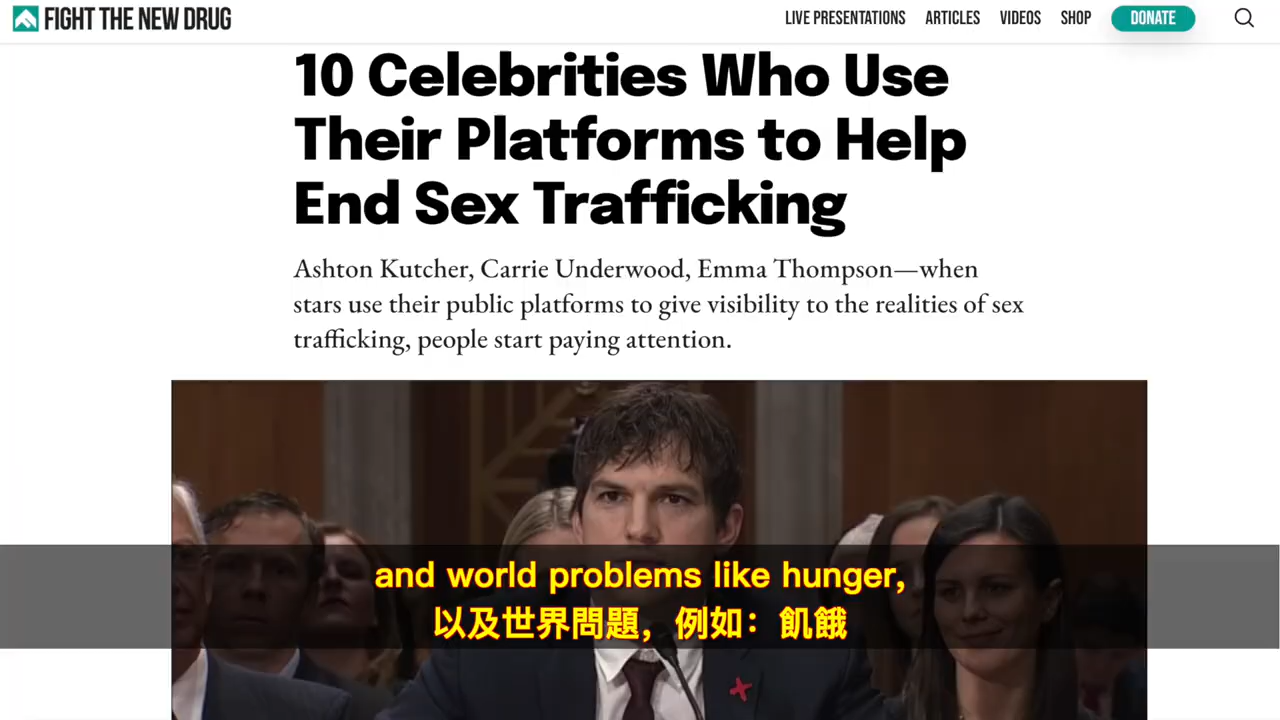 FIGHT THE NEW DRUG
LIVE PRESENTATIONS ARTICLES VIDEOS SHOP DONATE
10 Celebrities Who Use
Their Platforms to Help
End Sex Trafficking
Ashton Kutcher, Carrie Underwood, Emma Thompson—when
stars use their public platforms to give visibility to the realities of sex
trafficking, people start paying attention.
and world problems like hunger,
以及世界問題，例如：飢餓